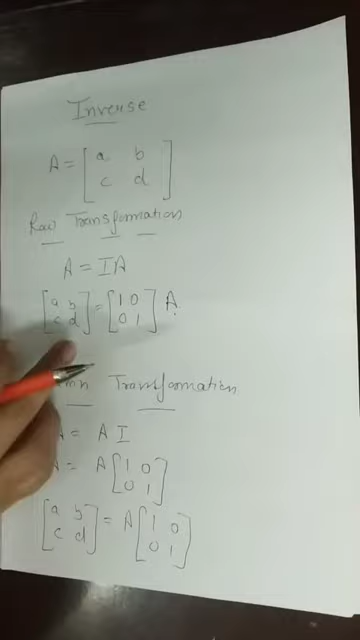 Inverse
A = [ a b
c d ]
Row Transformation
A = IA
[ a b
c d ] = [ 1 0
0 1 ] A.
Transformation
= A I
= A [ 1 0
0 1 ]
[ a b
c d ] = A [ 1 0
0 1 ]